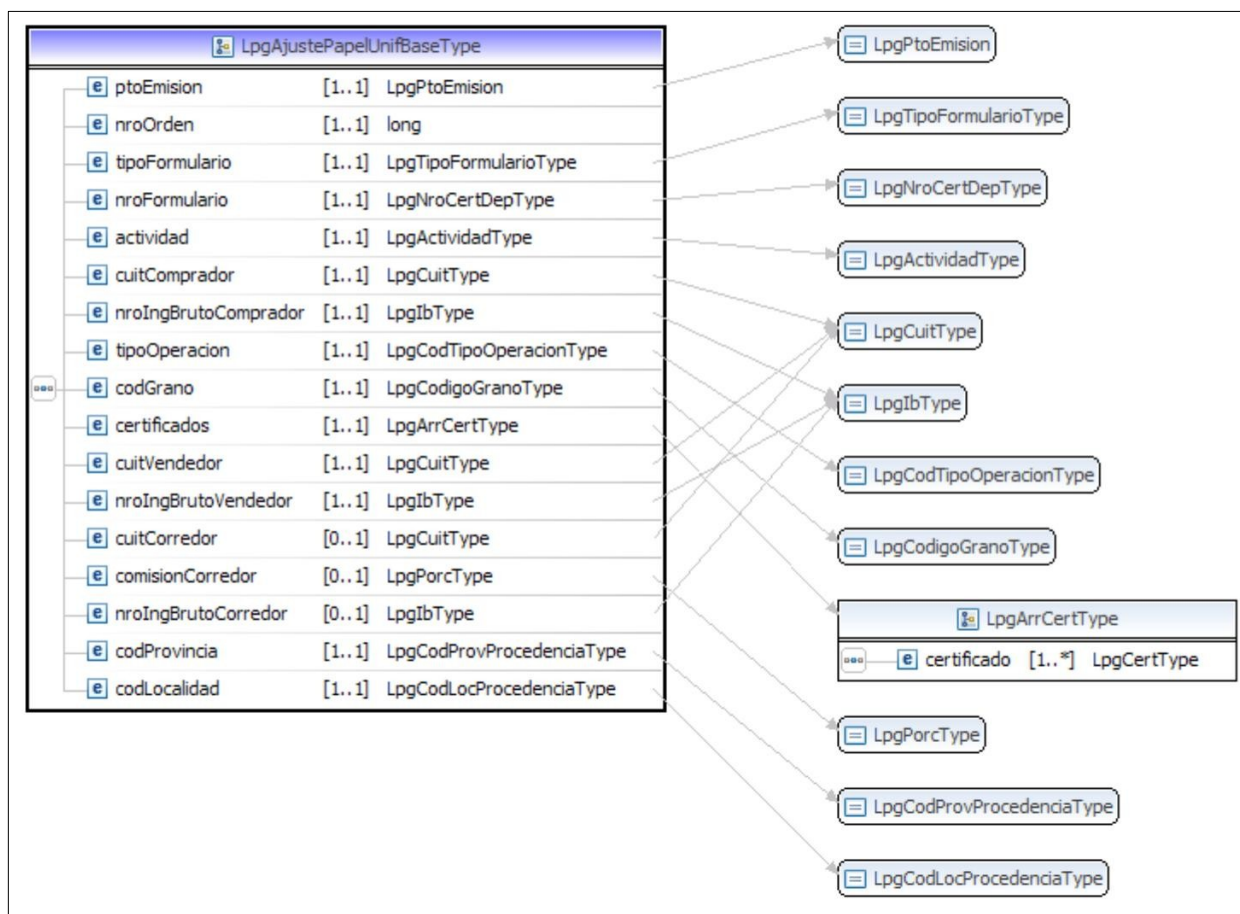 LpgAjustePapelUnifBaseType
ptoEmision [1..1] LpgPtoEmision
nroOrden [1..1] long
tipoFormulario [1..1] LpgTipoFormularioType
nroFormulario [1..1] LpgNroCertDepType
actividad [1..1] LpgActividadType
cuitComprador [1..1] LpgCuitType
nroIngBrutoComprador [1..1] LpgIbType
tipoOperacion [1..1] LpgCodTipoOperacionType
codGrano [1..1] LpgCodigoGranoType
certificados [1..1] LpgArrCertType
cuitVendedor [1..1] LpgCuitType
nroIngBrutoVendedor [1..1] LpgIbType
cuitCorredor [0..1] LpgCuitType
comisionCorredor [0..1] LpgPorcType
nroIngBrutoCorredor [0..1] LpgIbType
codProvincia [1..1] LpgCodProvProcedenciaType
codLocalidad [1..1] LpgCodLocProcedenciaType
LpgPtoEmision
LpgTipoFormularioType
LpgNroCertDepType
LpgActividadType
LpgCuitType
LpgIbType
LpgCodTipoOperacionType
LpgCodigoGranoType
LpgArrCertType
certificado [1..*] LpgCertType
LpgPorcType
LpgCodProvProcedenciaType
LpgCodLocProcedenciaType